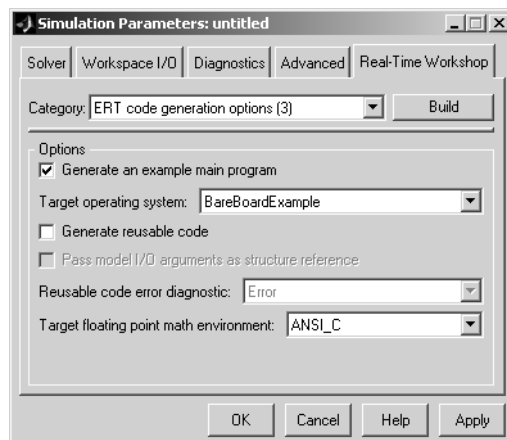 Simulation Parameters: untitled
Solver Workspace I/O Diagnostics Advanced Real-Time Workshop
Category: ERT code generation options (3) Build
Options
Generate an example main program
Target operating system: BareBoardExample
Generate reusable code
Pass model I/O arguments as structure reference
Reusable code error diagnostic: Error
Target floating point math environment: ANSI_C
OK Cancel Help Apply